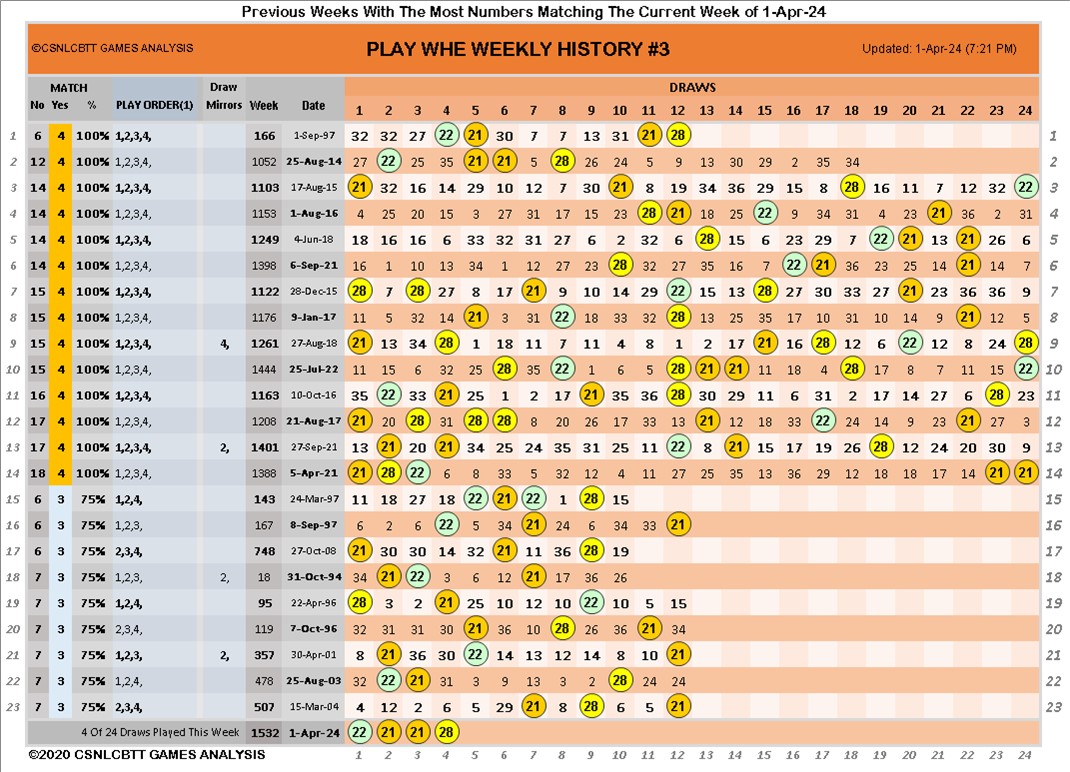 Previous Weeks With The Most Numbers Matching The Current Week of 1-Apr-24
©CSNLCBTT GAMES ANALYSIS PLAY WHE WEEKLY HISTORY #3 Updated: 1-Apr-24 (7:21 PM)
MATCH Draw DRAWS
No Yes % PLAY ORDER(1) Mirrors Week Date 1 2 3 4 5 6 7 8 9 10 11 12 13 14 15 16 17 18 19 20 21 22 23 24
1 6 4 100% 1,2,3,4, 166 1-Sep-97 32 32 27 22 21 30 7 7 13 31 21 28 1
2 12 4 100% 1,2,3,4, 1052 25-Aug-14 27 22 25 35 21 21 5 28 26 24 5 9 13 30 29 2 35 34 2
3 14 4 100% 1,2,3,4, 1103 17-Aug-15 21 32 16 14 29 10 12 7 30 21 8 19 34 36 29 15 8 28 16 11 7 12 32 22 3
4 14 4 100% 1,2,3,4, 1153 1-Aug-16 4 25 20 15 3 27 31 17 15 23 28 21 18 25 22 9 34 31 4 23 21 36 2 31 4
5 14 4 100% 1,2,3,4, 1249 4-Jun-18 18 16 16 6 33 32 31 27 6 2 32 6 28 15 6 23 29 7 22 21 13 21 26 6 5
6 14 4 100% 1,2,3,4, 1398 6-Sep-21 16 1 10 13 34 1 12 27 23 28 32 27 35 16 7 22 21 36 23 25 14 21 14 7 6
7 15 4 100% 1,2,3,4, 1122 28-Dec-15 28 7 28 27 8 17 21 9 10 14 29 22 15 13 28 27 30 33 27 21 23 36 36 9 7
8 15 4 100% 1,2,3,4, 1176 9-Jan-17 11 5 32 14 21 3 31 22 18 33 32 28 13 25 35 17 10 31 10 14 8 21 12 5 8
9 15 4 100% 1,2,3,4, 4, 1261 27-Aug-18 21 13 34 28 1 18 11 7 11 4 8 1 2 17 21 16 28 12 6 22 12 8 24 28 9
10 15 4 100% 1,2,3,4, 1444 25-Jul-22 11 15 6 32 25 28 35 22 1 6 5 28 21 21 11 18 4 28 17 8 7 11 15 22 10
11 16 4 100% 1,2,3,4, 1163 10-Oct-16 35 22 33 21 25 1 2 17 21 35 36 28 30 29 11 6 31 2 17 14 27 6 28 23 11
12 17 4 100% 1,2,3,4, 1208 21-Aug-17 21 20 28 31 28 28 8 20 26 17 33 13 21 12 18 33 22 24 14 9 23 21 27 3 12
13 17 4 100% 1,2,3,4, 2, 1401 27-Sep-21 13 21 20 21 34 25 24 35 31 25 11 22 8 21 15 17 19 26 28 12 24 20 30 9 13
14 18 4 100% 1,2,3,4, 1388 5-Apr-21 21 28 22 6 8 33 5 32 12 4 11 27 25 35 13 36 29 12 18 18 17 14 21 21 14
15 6 3 75% 1,2,4, 143 24-Mar-97 11 18 27 18 22 21 22 1 28 15 15
16 6 3 75% 1,2,3, 167 8-Sep-97 6 2 6 22 5 34 21 24 6 34 33 21 16
17 6 3 75% 2,3,4, 748 27-Oct-08 21 30 30 14 32 21 11 36 28 19 17
18 7 3 75% 1,2,3, 2, 18 31-Oct-94 34 21 22 3 6 12 21 17 36 26 18
19 7 3 75% 1,2,4, 95 22-Apr-96 28 3 2 21 25 10 12 10 22 10 5 15 19
20 7 3 75% 2,3,4, 119 7-Oct-96 32 31 31 30 21 36 10 28 26 36 21 34 20
21 7 3 75% 1,2,3, 2, 357 30-Apr-01 8 21 36 30 22 14 13 12 14 8 10 21 21
22 7 3 75% 1,2,4, 478 25-Aug-03 32 22 21 31 3 9 13 3 2 28 24 24 22
23 7 3 75% 2,3,4, 507 15-Mar-04 4 12 2 6 5 29 21 8 28 6 5 21 23
4 Of 24 Draws Played This Week 1532 1-Apr-24 22 21 21 28
©2020 CSNLCBTT GAMES ANALYSIS 1 2 3 4 5 6 7 8 9 10 11 12 13 14 15 16 17 18 19 20 21 22 23 24